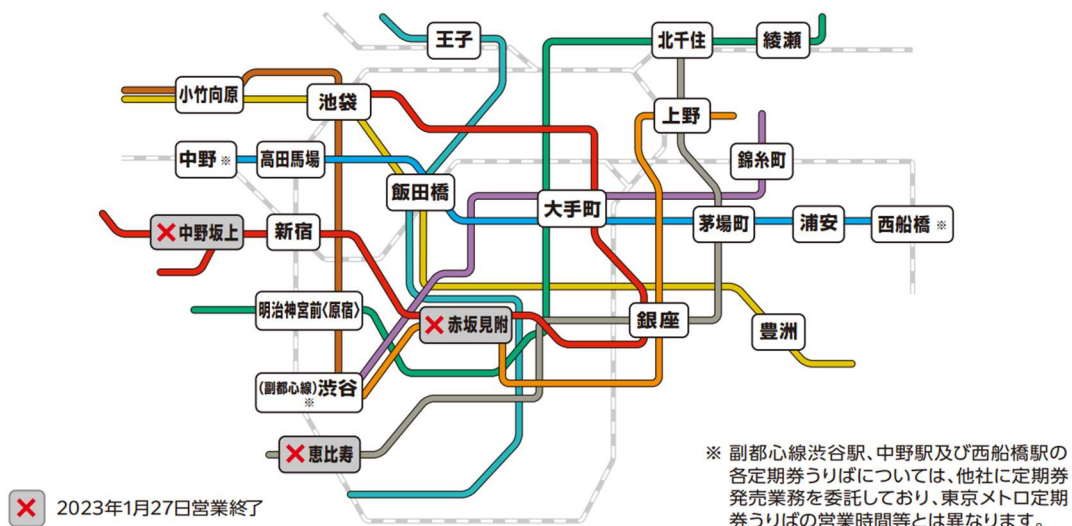 王子
北千住
綾瀬
小竹向原
池袋
上野
中野※
高田馬場
錦糸町
飯田橋
大手町
茅場町
浦安
西船橋※
中野坂上
新宿
明治神宮前〈原宿〉
赤坂見附
銀座
豊洲
(副都心線)渋谷
※
恵比寿
※ 副都心線渋谷駅、中野駅及び西船橋駅の
各定期券うりばについては、他社に定期券
発売業務を委託しており、東京メトロ定期
券うりばの営業時間等とは異なります。
2023年1月27日営業終了